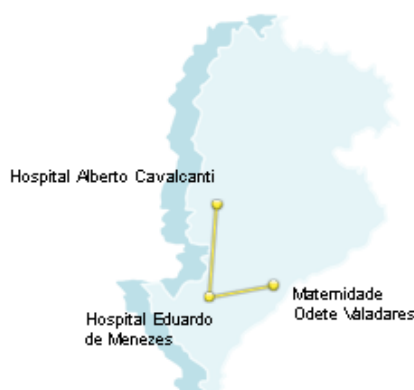 Hospital Alberto Cavalcanti
Hospital Eduardo
de Menezes
Maternidade
Odete Valadares